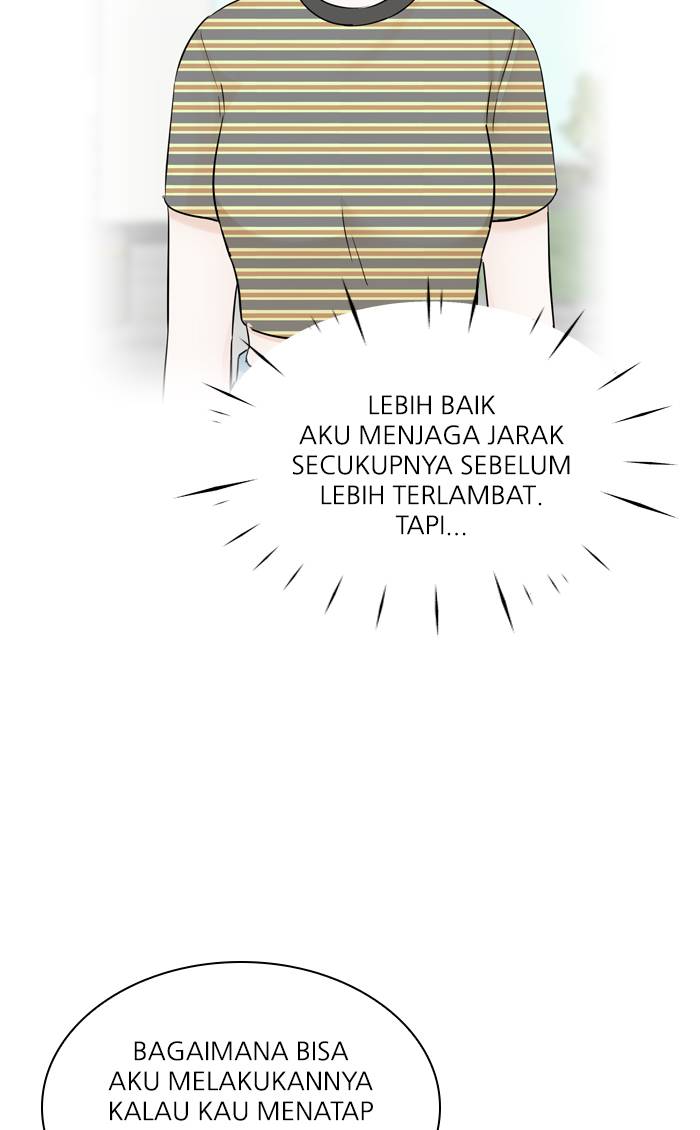 LEBIH BAIK
AKU MENJAGA JARAK
SECUKUPNYA SEBELUM
LEBIH TERLAMBAT.
TAPI...
BAGAIMANA BISA
AKU MELAKUKANNYA
KALAU KAU MENATAP